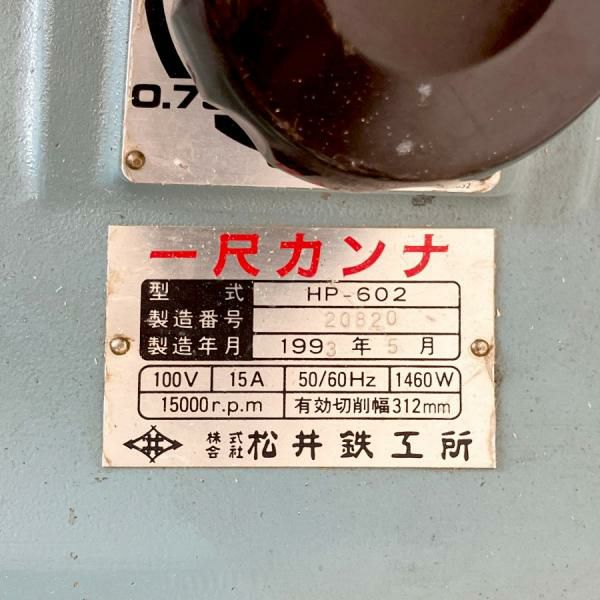 0.75
一尺カンナ
型式 HP-602
製造番号 20820
製造年月 1993年5月
100V 15A 50/60Hz 1460W
15000r.p.m 有効切削幅312mm
株式会社 松井鉄工所